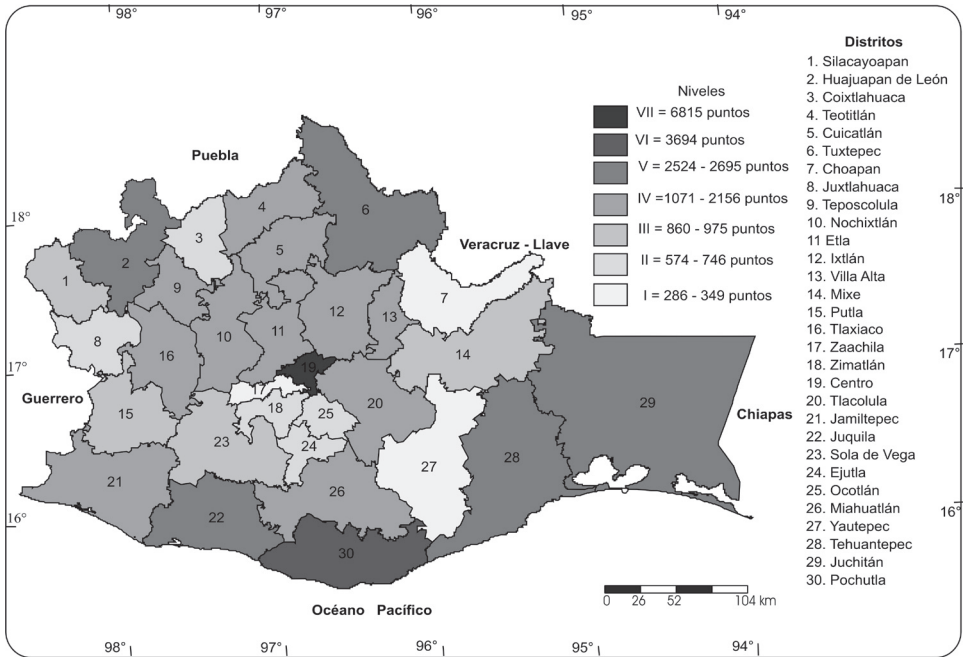 98° 97° 96° 95° 94°
Distritos
1. Silacayoapan
2. Huajuapan de León
3. Coixtlahuaca
4. Teotitlán
5. Cuicatlán
6. Tuxtepec
7. Choapan
8. Juxtlahuaca
9. Teposcolula
10. Nochixtlán
11 Etla
12. Ixtlán
13. Villa Alta
14. Mixe
15. Putla
16. Tlaxiaco
17. Zaachila
18. Zimatlán
19. Centro
20. Tlacolula
21. Jamiltepec
22. Juquila
23. Sola de Vega
24. Ejutla
25. Ocotlán
26. Miahuatlán
27. Yautepec
28. Tehuantepec
29. Juchitán
30. Pochutla
Niveles
VII = 6815 puntos
VI = 3694 puntos
V = 2524 - 2695 puntos
IV =1071 - 2156 puntos
III = 860 - 975 puntos
II = 574 - 746 puntos
I = 286 - 349 puntos
Puebla
Veracruz - Llave
Guerrero
Chiapas
18° 18°
17° 17°
16° 16°
4
6
3
5
2
1
9
7
12
13
11
10
8
16
14
19
17
20
29
18
25
15
23
24
27
28
21
26
22
30
0 26 52 104 km
Océano Pacífico
98° 97° 96° 95° 94°